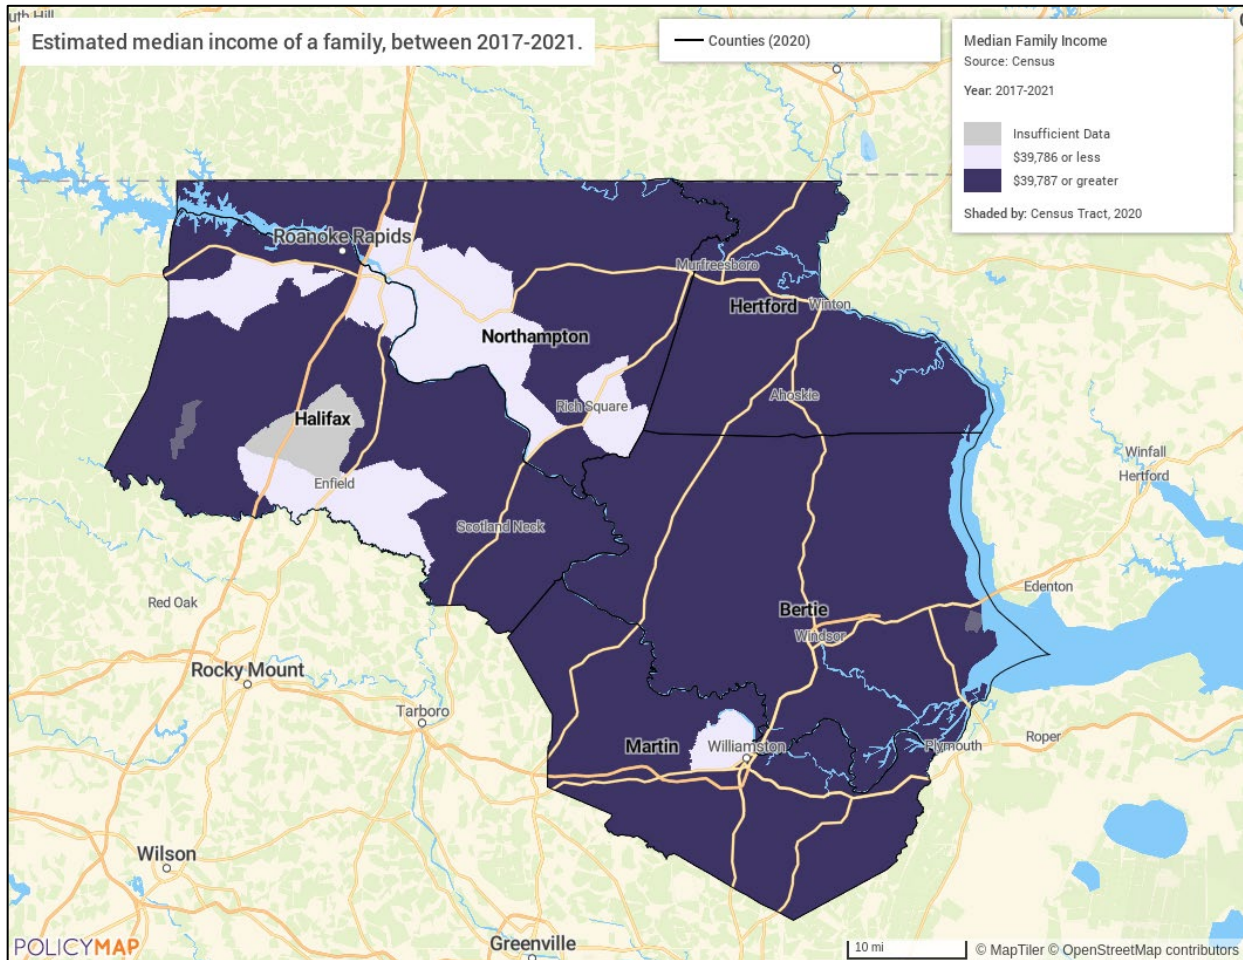 uth Hill
Estimated median income of a family, between 2017-2021.
Counties (2020)
Median Family Income
Source: Census
Year: 2017-2021
Insufficient Data
$39,786 or less
$39,787 or greater
Shaded by: Census Tract, 2020
Roanoke Rapids
Murfreesboro
Hertford
Winton
Northampton
Ahoskie
Rich Square
Halifax
Winfall
Hertford
Enfield
Scotland Neck
Edenton
Red Oak
Bertie
Windsor
Rocky Mount
Tarboro
Martin
Williamston
Plymouth
Roper
Wilson
Greenville
POLICYMAP
10 mi
© MapTiler © OpenStreetMap contributors